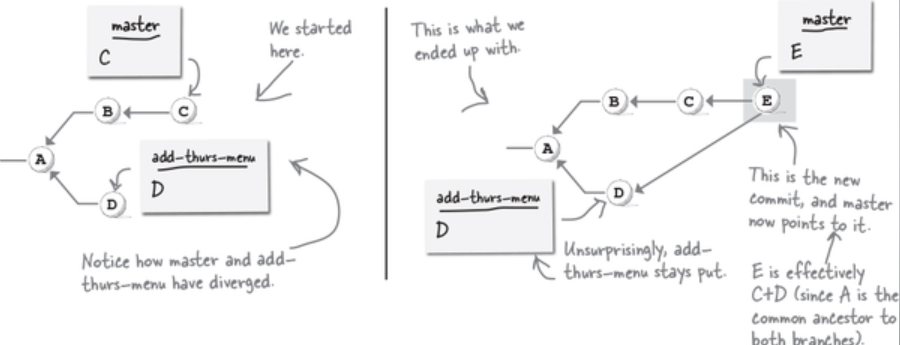 master
C
We started
here.
B
C
A
add-thurs-menu
D
D
Notice how master and add-
thurs-menu have diverged.
This is what we
ended up with.
master
E
B
C
E
A
D
add-thurs-menu
D
Unsurprisingly, add-
thurs-menu stays put.
This is the new
commit, and master
now points to it.
E is effectively
C+D (since A is the
common ancestor to
both branches).